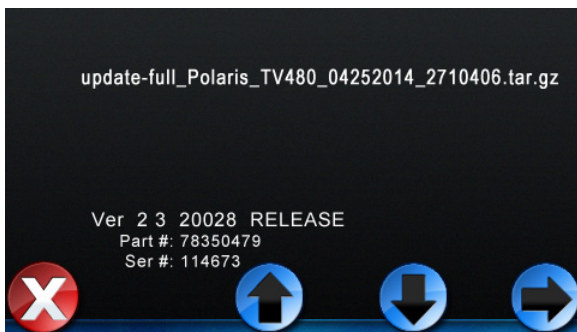 update-full_Polaris_TV480_04252014_2710406.tar.gz
Ver 2 3 20028 RELEASE
Part #: 78350479
Ser #: 114673
X